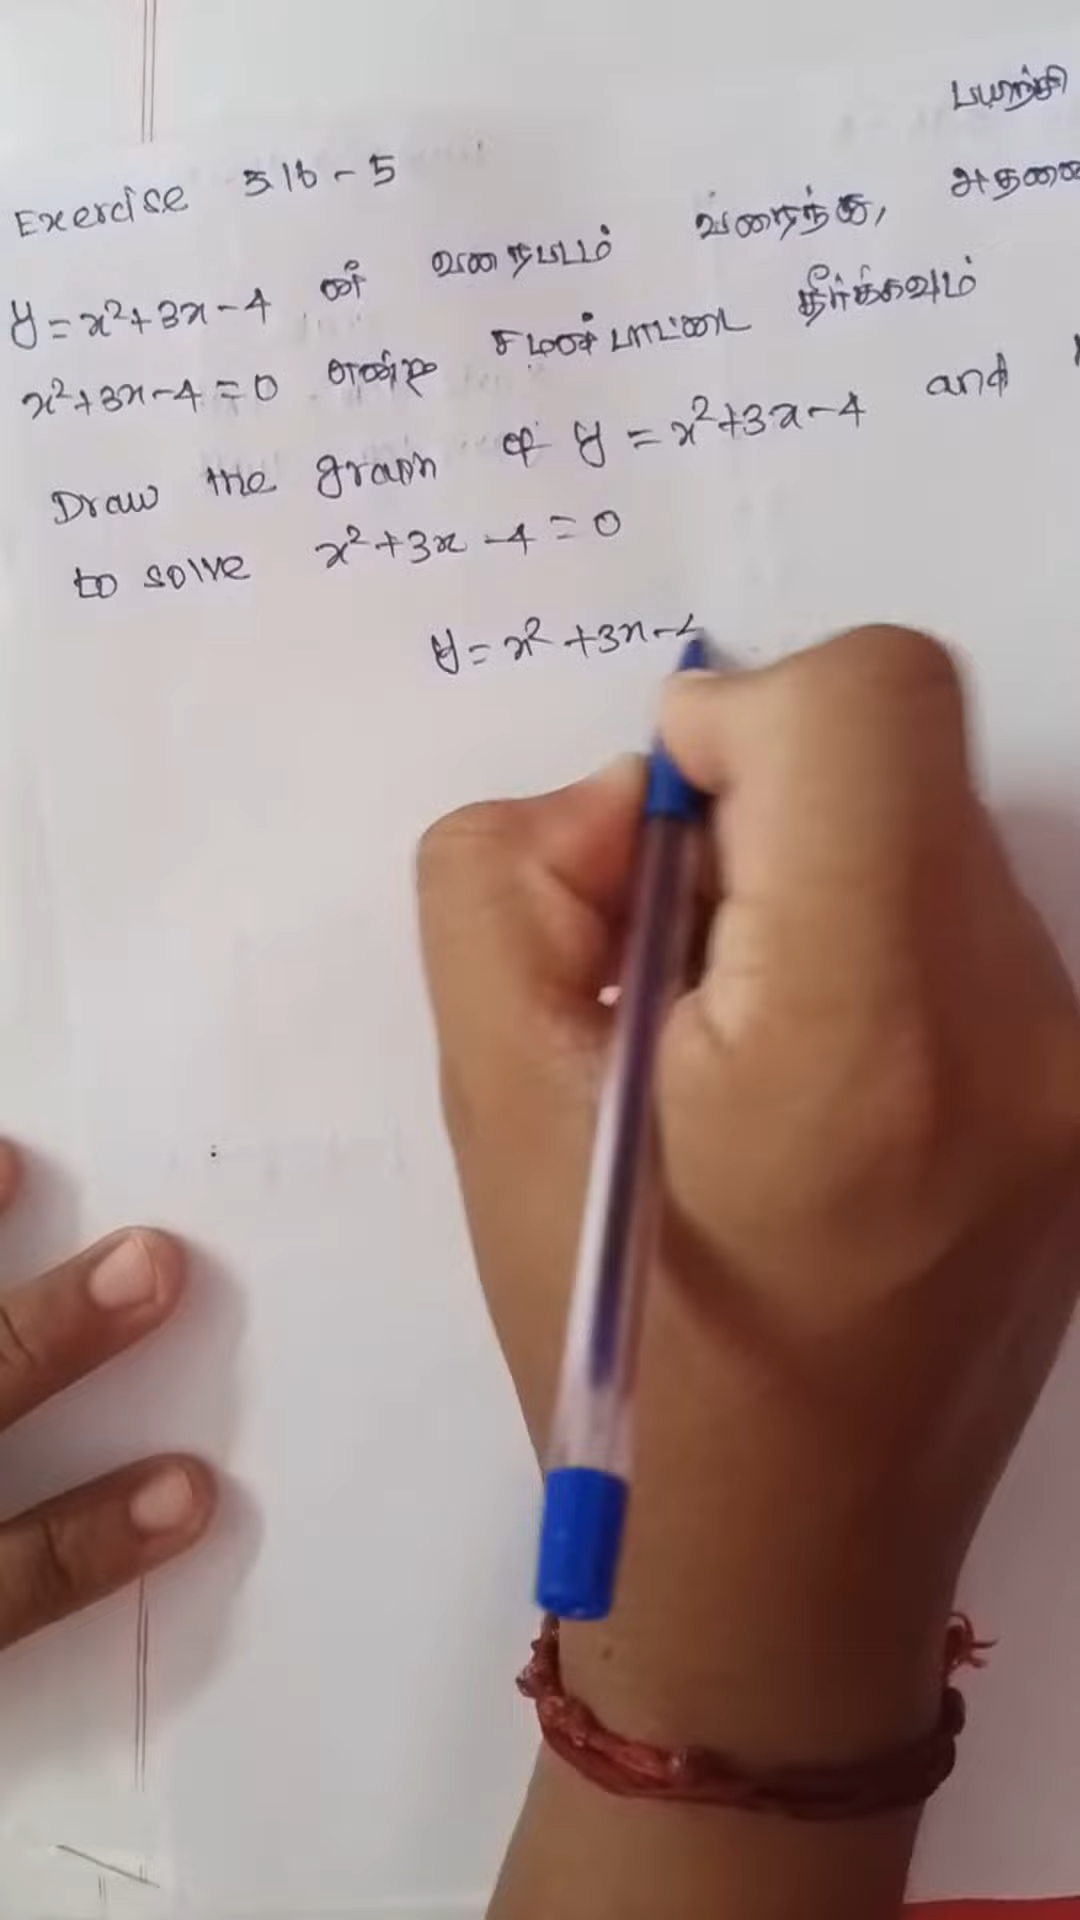 பயிற்சி
Exercise 3.16 - 5
y = x² + 3x - 4 ன் வரைபடம் வரைந்து, அதனை
x² + 3x - 4 = 0 என்ற சமன்பாட்டை தீர்க்கவும்
Draw the graph of y = x² + 3x - 4 and
to solve x² + 3x - 4 = 0
y = x² + 3x - 4